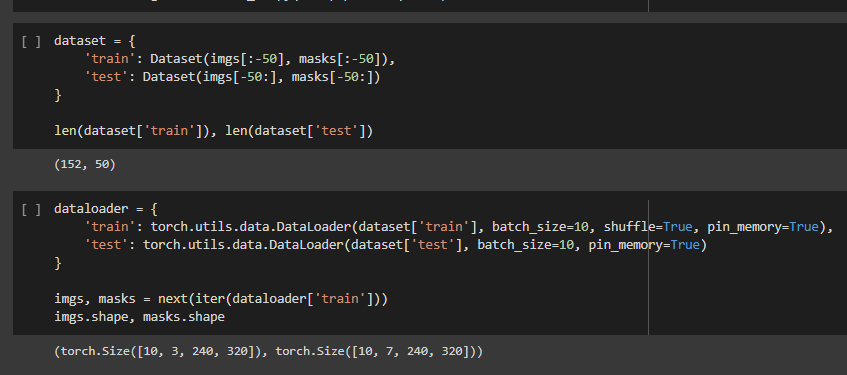 [ ] dataset = {
'train': Dataset(imgs[:-50], masks[:-50]),
'test': Dataset(imgs[-50:], masks[-50:])
}
len(dataset['train']), len(dataset['test'])
(152, 50)
[ ] dataloader = {
'train': torch.utils.data.DataLoader(dataset['train'], batch_size=10, shuffle=True, pin_memory=True),
'test': torch.utils.data.DataLoader(dataset['test'], batch_size=10, pin_memory=True)
}
imgs, masks = next(iter(dataloader['train']))
imgs.shape, masks.shape
(torch.Size([10, 3, 240, 320]), torch.Size([10, 7, 240, 320]))